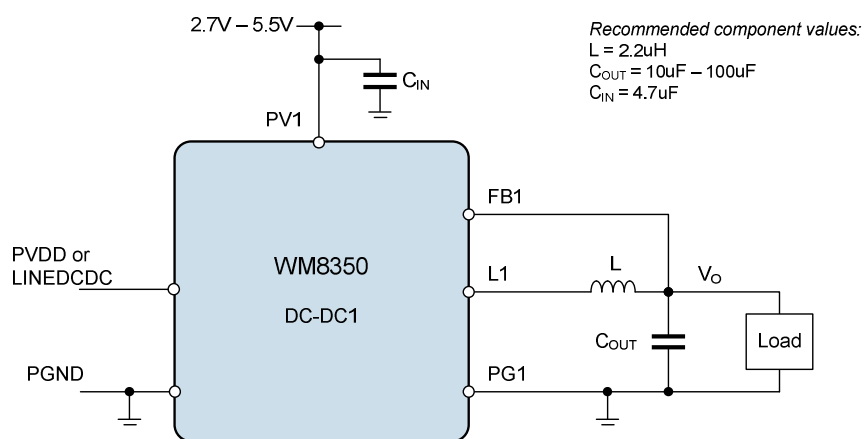 2.7V – 5.5V
Recommended component values:
L = 2.2uH
COUT = 10uF – 100uF
CIN = 4.7uF
CIN
PV1
FB1
PVDD or
LINEDCDC
WM8350
DC-DC1
L1
L
VO
COUT
Load
PGND
PG1